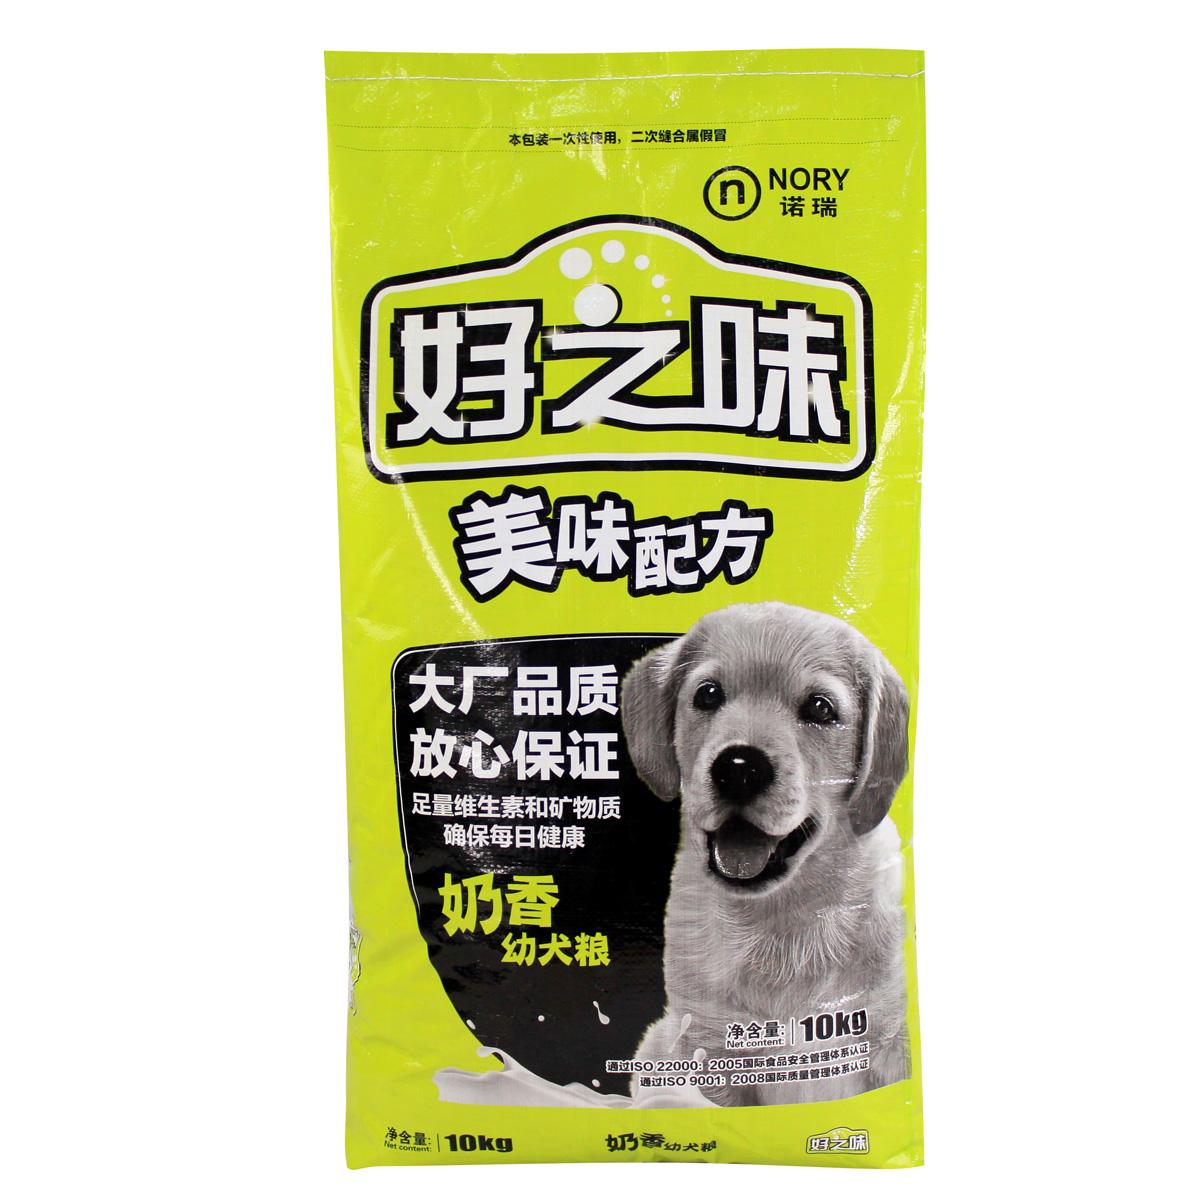 本包装一次性使用，二次缝合属假冒
n NORY
诺瑞
好之味
美味配方
大厂品质
放心保证
足量维生素和矿物质
确保每日健康
奶香
幼犬粮
净含量: 10kg
Net content:
通过ISO 22000：2005国际食品安全管理体系认证
通过ISO 9001：2008国际质量管理体系认证
净含量: 10kg
Net content:
奶香幼犬粮
好之味